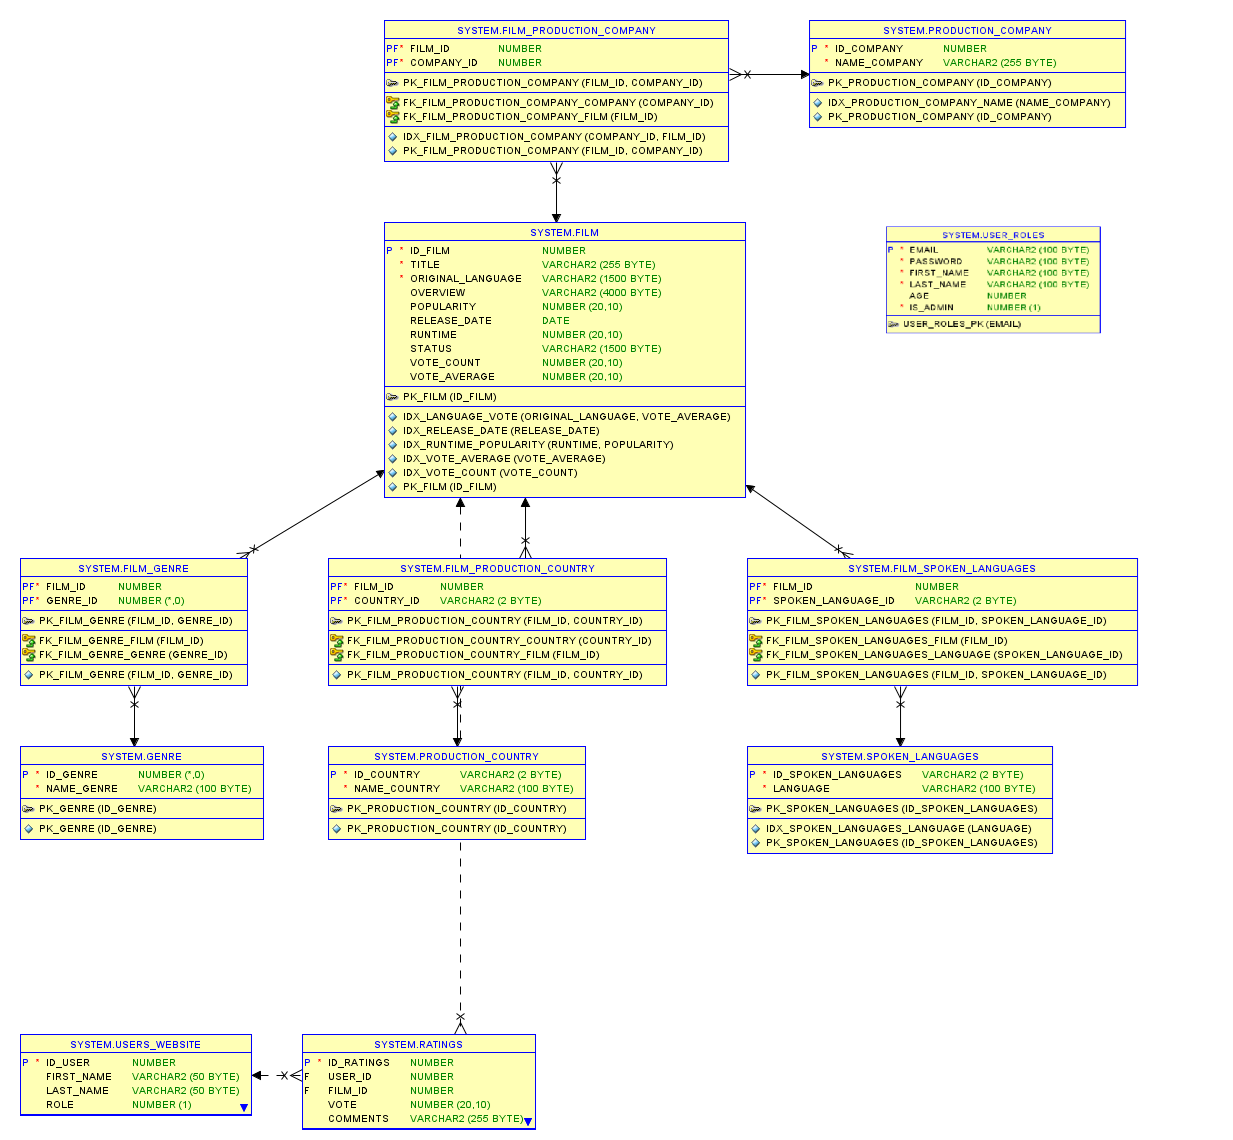 SYSTEM.FILM_PRODUCTION_COMPANY
PF* FILM_ID NUMBER
PF* COMPANY_ID NUMBER
PK_FILM_PRODUCTION_COMPANY (FILM_ID, COMPANY_ID)
FK_FILM_PRODUCTION_COMPANY_COMPANY (COMPANY_ID)
FK_FILM_PRODUCTION_COMPANY_FILM (FILM_ID)
IDX_FILM_PRODUCTION_COMPANY (COMPANY_ID, FILM_ID)
PK_FILM_PRODUCTION_COMPANY (FILM_ID, COMPANY_ID)
SYSTEM.PRODUCTION_COMPANY
P * ID_COMPANY NUMBER
* NAME_COMPANY VARCHAR2 (255 BYTE)
PK_PRODUCTION_COMPANY (ID_COMPANY)
IDX_PRODUCTION_COMPANY_NAME (NAME_COMPANY)
PK_PRODUCTION_COMPANY (ID_COMPANY)
SYSTEM.FILM
P * ID_FILM NUMBER
* TITLE VARCHAR2 (255 BYTE)
* ORIGINAL_LANGUAGE VARCHAR2 (1500 BYTE)
OVERVIEW VARCHAR2 (4000 BYTE)
POPULARITY NUMBER (20,10)
RELEASE_DATE DATE
RUNTIME NUMBER (20,10)
STATUS VARCHAR2 (1500 BYTE)
VOTE_COUNT NUMBER (20,10)
VOTE_AVERAGE NUMBER (20,10)
PK_FILM (ID_FILM)
IDX_LANGUAGE_VOTE (ORIGINAL_LANGUAGE, VOTE_AVERAGE)
IDX_RELEASE_DATE (RELEASE_DATE)
IDX_RUNTIME_POPULARITY (RUNTIME, POPULARITY)
IDX_VOTE_AVERAGE (VOTE_AVERAGE)
IDX_VOTE_COUNT (VOTE_COUNT)
PK_FILM (ID_FILM)
SYSTEM.USER_ROLES
P * EMAIL VARCHAR2 (100 BYTE)
* PASSWORD VARCHAR2 (100 BYTE)
* FIRST_NAME VARCHAR2 (100 BYTE)
* LAST_NAME VARCHAR2 (100 BYTE)
AGE NUMBER
* IS_ADMIN NUMBER (1)
USER_ROLES_PK (EMAIL)
SYSTEM.FILM_GENRE
PF* FILM_ID NUMBER
PF* GENRE_ID NUMBER (*,0)
PK_FILM_GENRE (FILM_ID, GENRE_ID)
FK_FILM_GENRE_FILM (FILM_ID)
FK_FILM_GENRE_GENRE (GENRE_ID)
PK_FILM_GENRE (FILM_ID, GENRE_ID)
SYSTEM.FILM_PRODUCTION_COUNTRY
PF* FILM_ID NUMBER
PF* COUNTRY_ID VARCHAR2 (2 BYTE)
PK_FILM_PRODUCTION_COUNTRY (FILM_ID, COUNTRY_ID)
FK_FILM_PRODUCTION_COUNTRY_COUNTRY (COUNTRY_ID)
FK_FILM_PRODUCTION_COUNTRY_FILM (FILM_ID)
PK_FILM_PRODUCTION_COUNTRY (FILM_ID, COUNTRY_ID)
SYSTEM.FILM_SPOKEN_LANGUAGES
PF* FILM_ID NUMBER
PF* SPOKEN_LANGUAGE_ID VARCHAR2 (2 BYTE)
PK_FILM_SPOKEN_LANGUAGES (FILM_ID, SPOKEN_LANGUAGE_ID)
FK_FILM_SPOKEN_LANGUAGES_FILM (FILM_ID)
FK_FILM_SPOKEN_LANGUAGES_LANGUAGE (SPOKEN_LANGUAGE_ID)
PK_FILM_SPOKEN_LANGUAGES (FILM_ID, SPOKEN_LANGUAGE_ID)
SYSTEM.GENRE
P * ID_GENRE NUMBER (*,0)
* NAME_GENRE VARCHAR2 (100 BYTE)
PK_GENRE (ID_GENRE)
PK_GENRE (ID_GENRE)
SYSTEM.PRODUCTION_COUNTRY
P * ID_COUNTRY VARCHAR2 (2 BYTE)
* NAME_COUNTRY VARCHAR2 (100 BYTE)
PK_PRODUCTION_COUNTRY (ID_COUNTRY)
PK_PRODUCTION_COUNTRY (ID_COUNTRY)
SYSTEM.SPOKEN_LANGUAGES
P * ID_SPOKEN_LANGUAGES VARCHAR2 (2 BYTE)
* LANGUAGE VARCHAR2 (100 BYTE)
PK_SPOKEN_LANGUAGES (ID_SPOKEN_LANGUAGES)
IDX_SPOKEN_LANGUAGES_LANGUAGE (LANGUAGE)
PK_SPOKEN_LANGUAGES (ID_SPOKEN_LANGUAGES)
SYSTEM.USERS_WEBSITE
P * ID_USER NUMBER
FIRST_NAME VARCHAR2 (50 BYTE)
LAST_NAME VARCHAR2 (50 BYTE)
ROLE NUMBER (1)
SYSTEM.RATINGS
P * ID_RATINGS NUMBER
F USER_ID NUMBER
F FILM_ID NUMBER
VOTE NUMBER (20,10)
COMMENTS VARCHAR2 (255 BYTE)